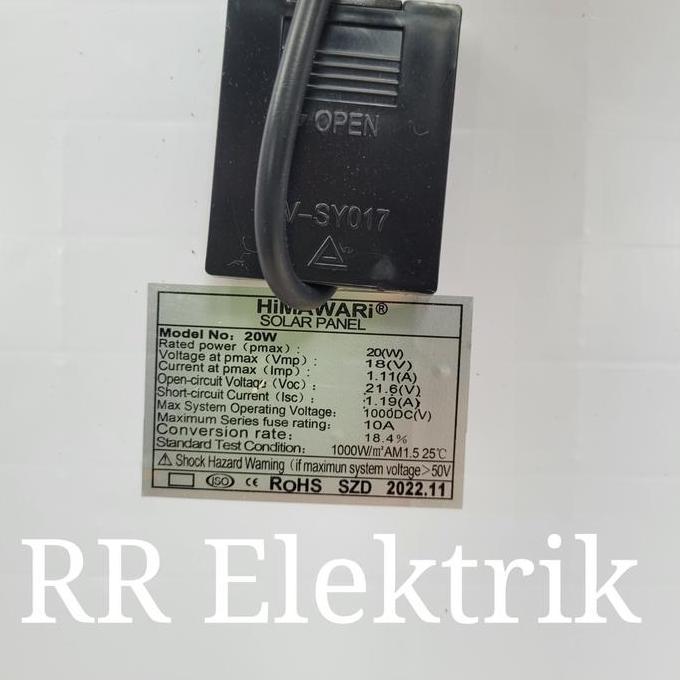 OPEN
V-SY017
HiMAWARi®
SOLAR PANEL
Model No: 20W
Rated power (pmax) : 20(W)
Voltage at pmax (Vmp) : 18(V)
Current at pmax (Imp) : 1.11(A)
Open-circuit Voltage (Voc) : 21.6(V)
Short-circuit Current (Isc) : 1.19(A)
Max System Operating Voltage: 1000DC(V)
Maximum Series fuse rating: 10A
Conversion rate: 18.4%
Standard Test Condition: 1000W/m²AM1.5 25℃
⚠ Shock Hazard Warning (if maximun system voltage>50V
ISO CE RoHS SZD 2022.11
RR Elektrik